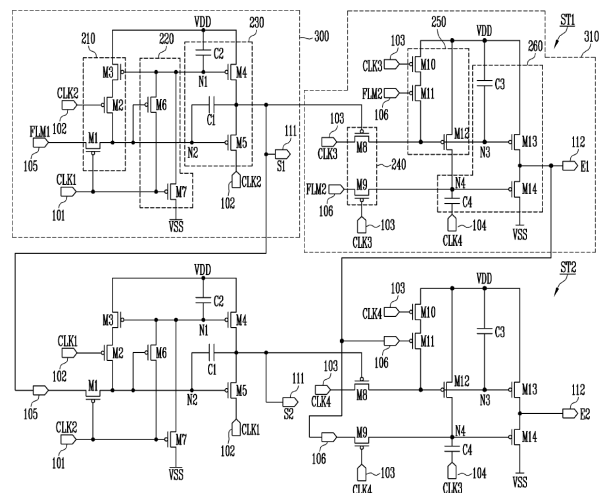 ST1
300
310
210
220
230
VDD
C2
M3
N1
M4
CLK2
102
M2
M6
C1
FLM1
105
M1
N2
M5
111
S1
CLK1
101
M7
VSS
102
CLK2
103
CLK3
M10
FLM2
106
M11
250
VDD
260
C3
103
CLK3
M8
M12
N3
M13
112
E1
240
FLM2
106
M9
N4
M14
C4
103
CLK3
CLK4
104
VSS
ST2
VDD
C2
M3
N1
M4
CLK1
102
M2
M6
C1
105
M1
N2
M5
111
S2
CLK2
101
M7
VSS
102
CLK1
103
CLK4
M10
106
M11
VDD
C3
103
CLK4
M8
M12
N3
M13
112
E2
106
M9
N4
M14
C4
103
CLK4
CLK3
104
VSS